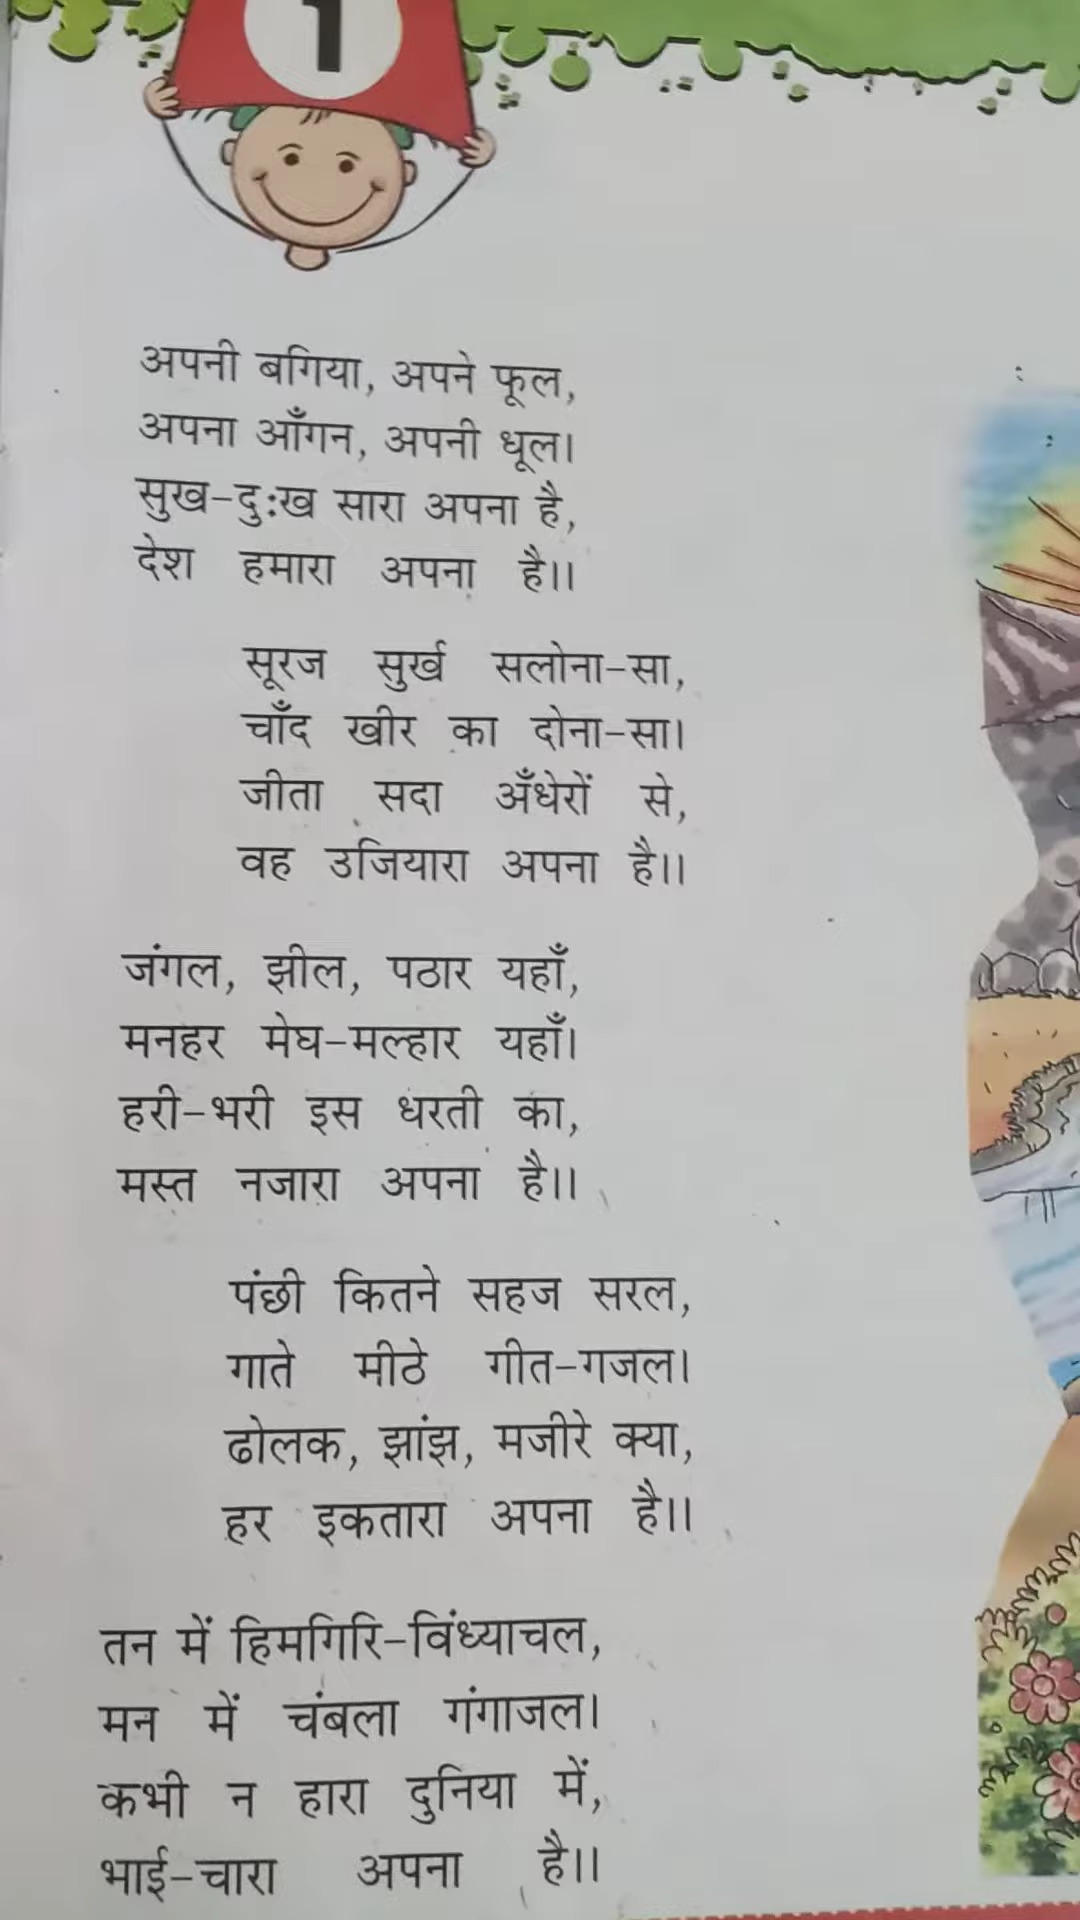 1
अपनी बगिया, अपने फूल,
अपना आँगन, अपनी धूल।
सुख-दुःख सारा अपना है,
देश हमारा अपना है।।
सूरज सुर्ख सलोना-सा,
चाँद खीर का दोना-सा।
जीता सदा अँधेरों से,
वह उजियारा अपना है।।
जंगल, झील, पठार यहाँ,
मनहर मेघ-मल्हार यहाँ।
हरी-भरी इस धरती का,
मस्त नजारा अपना है।।
पंछी कितने सहज सरल,
गाते मीठे गीत-गजल।
ढोलक, झांझ, मजीरे क्या,
हर इकतारा अपना है।।
तन में हिमगिरि-विंध्याचल,
मन में चंबला गंगाजल।
कभी न हारा दुनिया में,
भाई-चारा अपना है।।